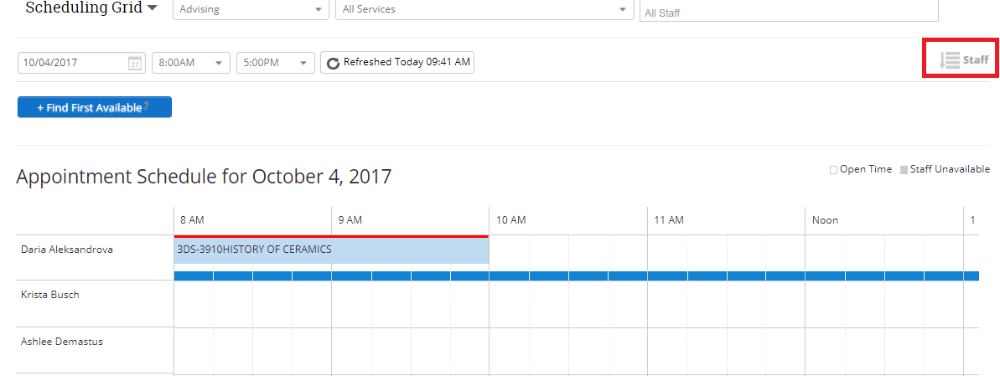 Scheduling Grid
Advising
All Services
All Staff
10/04/2017
27
8:00AM
5:00PM
Refreshed Today 09:41 AM
Staff
+ Find First Available?
Appointment Schedule for October 4, 2017
Open Time
Staff Unavailable
8 AM
9 AM
10 AM
11 AM
Noon
1
Daria Aleksandrova
3DS-3910HISTORY OF CERAMICS
Krista Busch
Ashlee Demastus